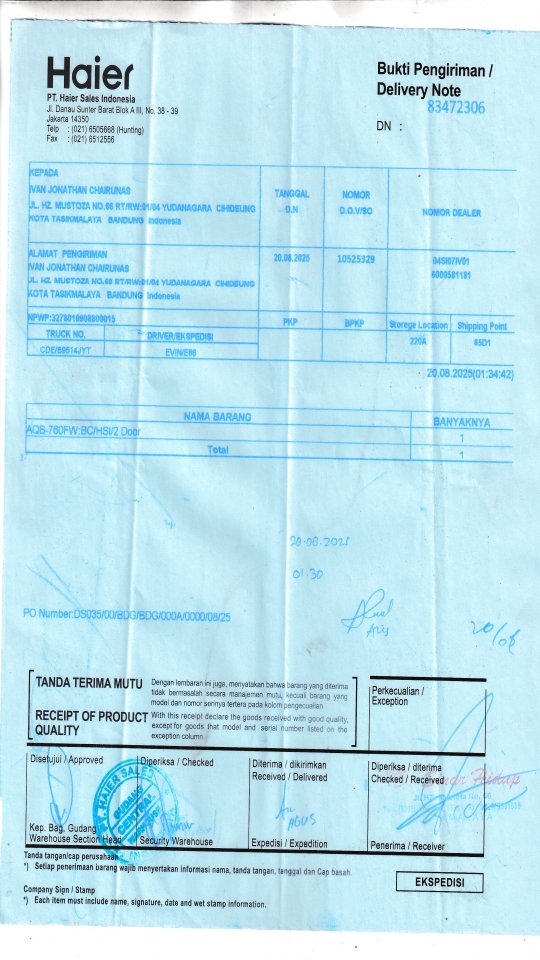 Haier
PT. Haier Sales Indonesia
Jl. Danau Sunter Barat Blok A III, No. 38 - 39
Jakarta 14350
Telp : (021) 6505668 (Hunting)
Fax : (021) 6512556
Bukti Pengiriman /
Delivery Note
83472306
DN :
KEPADA
IVAN JONATHAN CHAIRUNAS
JL. HZ. MUSTOZA NO.66 RT/RW:01/04 YUDANAGARA CIHIDEUNG
KOTA TASIKMALAYA BANDUNG Indonesia
TANGGAL D.N
NOMOR D.O.V/SO
NOMOR DEALER
ALAMAT PENGIRIMAN
IVAN JONATHAN CHAIRUNAS
JL. HZ. MUSTOZA NO.66 RT/RW:01/04 YUDANAGARA CIHIDEUNG
KOTA TASIKMALAYA BANDUNG Indonesia
20.08.2025
10525329
04SI07IV01
6000581181
NPWP:3278010908800015
PKP
BPKP
Storege Location
Shipping Point
TRUCK NO.
DRIVER/EKSPEDISI
220A
65D1
CDE/B9514JYT
EVIN/E66
20.08.2025(01:34:42)
NAMA BARANG
BANYAKNYA
AQB-760FW:BC/HSI/2 Door
1
Total
1
01.30
PO Number:DS035/00/BDG/BDG/000A/0000/08/25
Azis
TANDA TERIMA MUTU
Dengan lembaran ini juga, menyatakan bahwa barang yang diterima
tidak bermasalah secara manajemen mutu, kecuali barang yang
model dan nomor serinya tertera pada kolom pengecualian
RECEIPT OF PRODUCT QUALITY
With this receipt declare the goods received with good quality,
except for goods that model and serial number listed on the
exception column
Perkecualian /
Exception
Disetujui / Approved
Diperiksa / Checked
Diterima / dikirimkan
Received / Delivered
Diperiksa / diterima
Checked / Received
AGUS
Kep. Bag. Gudang
Warehouse Section Head
Security Warehouse
Expedisi / Expedition
Penerima / Receiver
Tanda tangan/cap perusahaan
*) Setiap penerimaan barang wajib menyertakan informasi nama, tanda tangan, tanggal dan Cap basah.
EKSPEDISI
Company Sign / Stamp
*) Each item must include name, signature, date and wet stamp information.